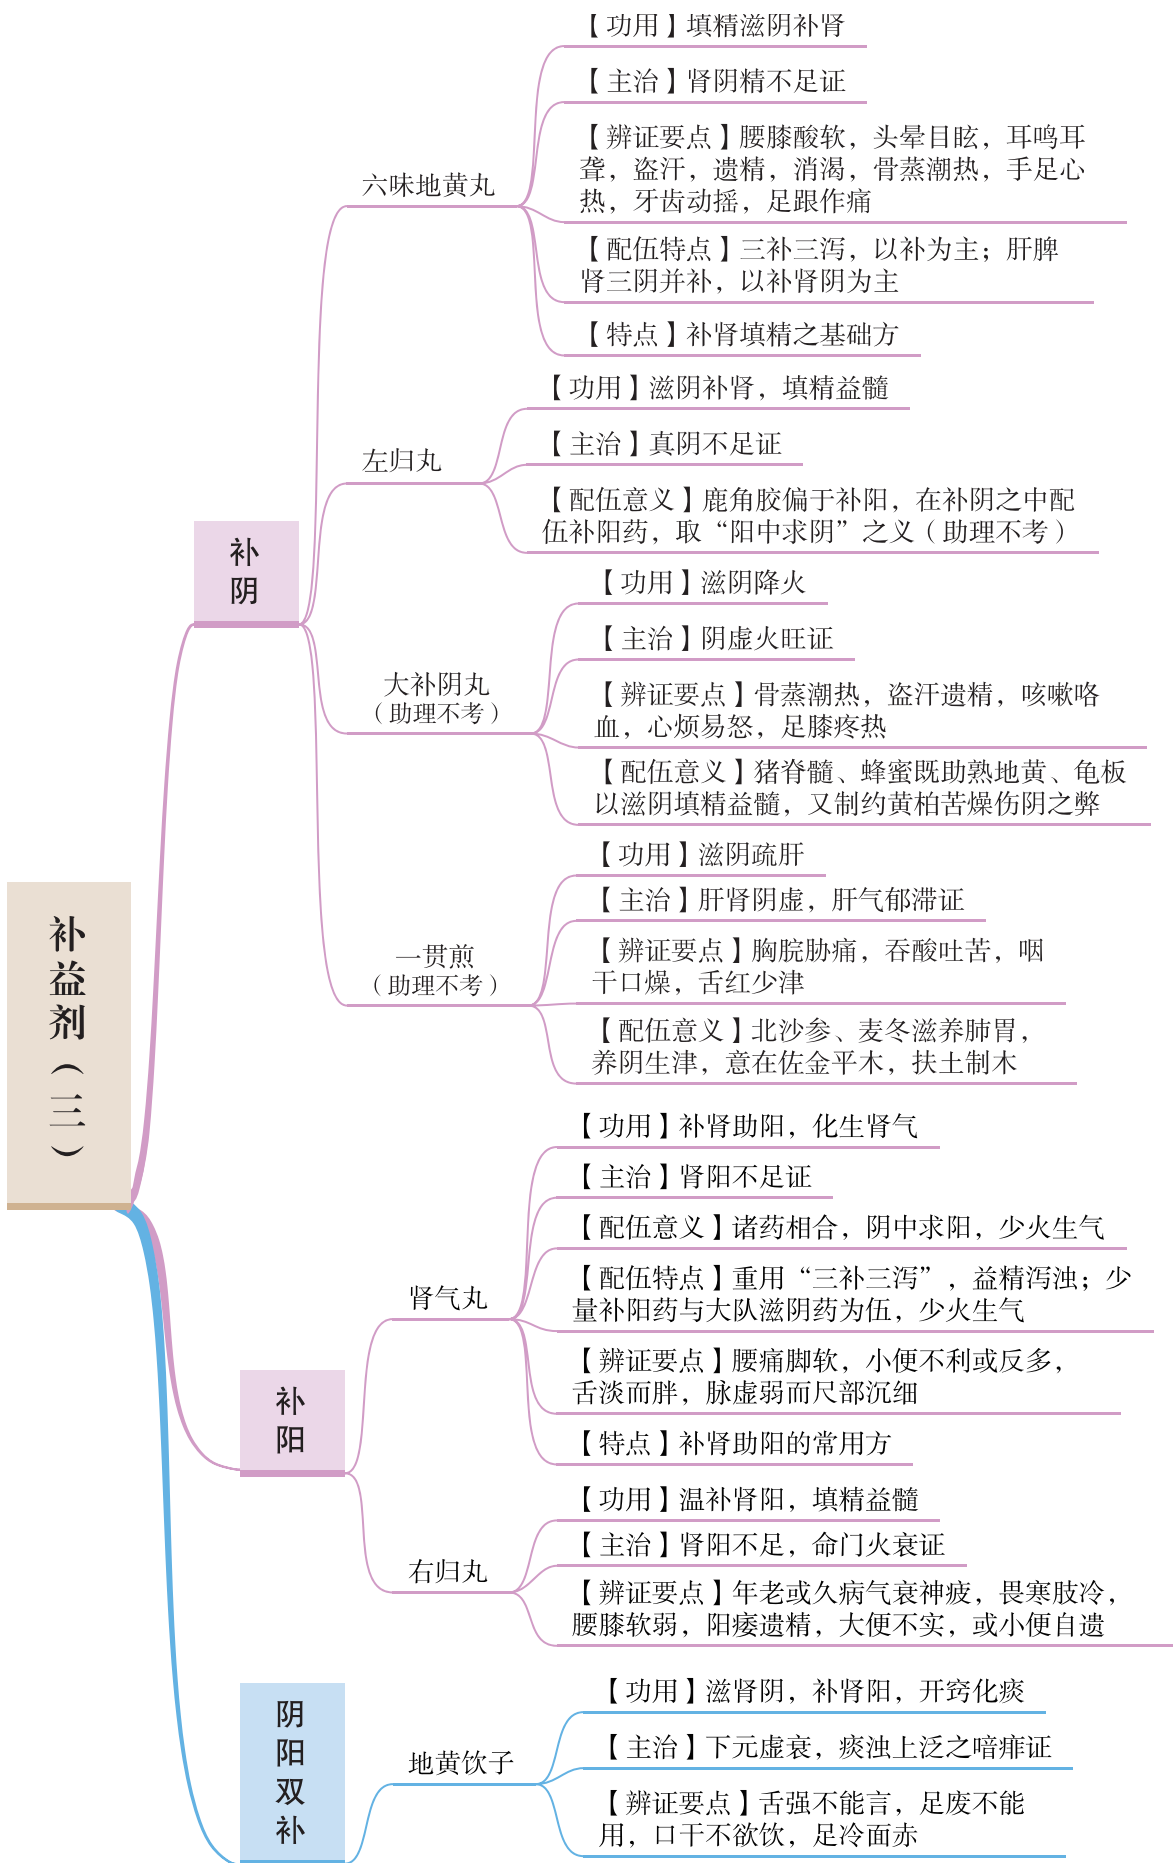 补益剂（三）
补阴
六味地黄丸
【功用】填精滋阴补肾
【主治】肾阴精不足证
【辨证要点】腰膝酸软，头晕目眩，耳鸣耳
聋，盗汗，遗精，消渴，骨蒸潮热，手足心
热，牙齿动摇，足跟作痛
【配伍特点】三补三泻，以补为主；肝脾
肾三阴并补，以补肾阴为主
【特点】补肾填精之基础方
左归丸
【功用】滋阴补肾，填精益髓
【主治】真阴不足证
【配伍意义】鹿角胶偏于补阳，在补阴之中配
伍补阳药，取“阳中求阴”之义（助理不考）
大补阴丸
（助理不考）
【功用】滋阴降火
【主治】阴虚火旺证
【辨证要点】骨蒸潮热，盗汗遗精，咳嗽咯
血，心烦易怒，足膝疼热
【配伍意义】猪脊髓、蜂蜜既助熟地黄、龟板
以滋阴填精益髓，又制约黄柏苦燥伤阴之弊
一贯煎
（助理不考）
【功用】滋阴疏肝
【主治】肝肾阴虚，肝气郁滞证
【辨证要点】胸脘胁痛，吞酸吐苦，咽
干口燥，舌红少津
【配伍意义】北沙参、麦冬滋养肺胃，
养阴生津，意在佐金平木，扶土制木
补阳
肾气丸
【功用】补肾助阳，化生肾气
【主治】肾阳不足证
【配伍意义】诸药相合，阴中求阳，少火生气
【配伍特点】重用“三补三泻”，益精泻浊；少
量补阳药与大队滋阴药为伍，少火生气
【辨证要点】腰痛脚软，小便不利或反多，
舌淡而胖，脉虚弱而尺部沉细
【特点】补肾助阳的常用方
右归丸
【功用】温补肾阳，填精益髓
【主治】肾阳不足，命门火衰证
【辨证要点】年老或久病气衰神疲，畏寒肢冷，
腰膝软弱，阳痿遗精，大便不实，或小便自遗
阴阳双补
地黄饮子
【功用】滋肾阴，补肾阳，开窍化痰
【主治】下元虚衰，痰浊上泛之喑痱证
【辨证要点】舌强不能言，足废不能
用，口干不欲饮，足冷面赤